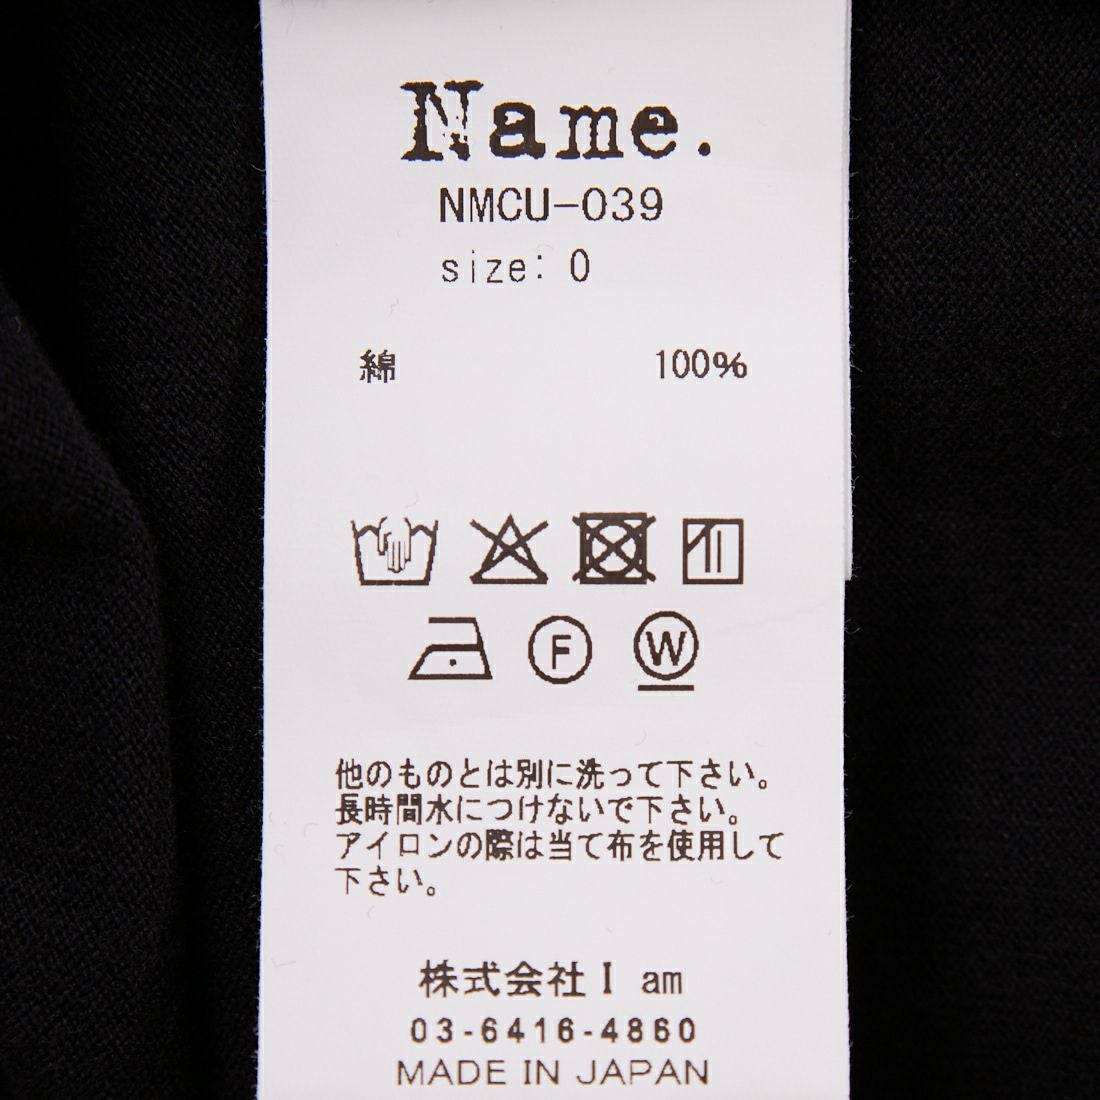 Name.
NMCU-039
size: 0
綿 100%
F W
他のものとは別に洗って下さい。
長時間水につけないで下さい。
アイロンの際は当て布を使用して
下さい。
株式会社I am
03-6416-4860
MADE IN JAPAN